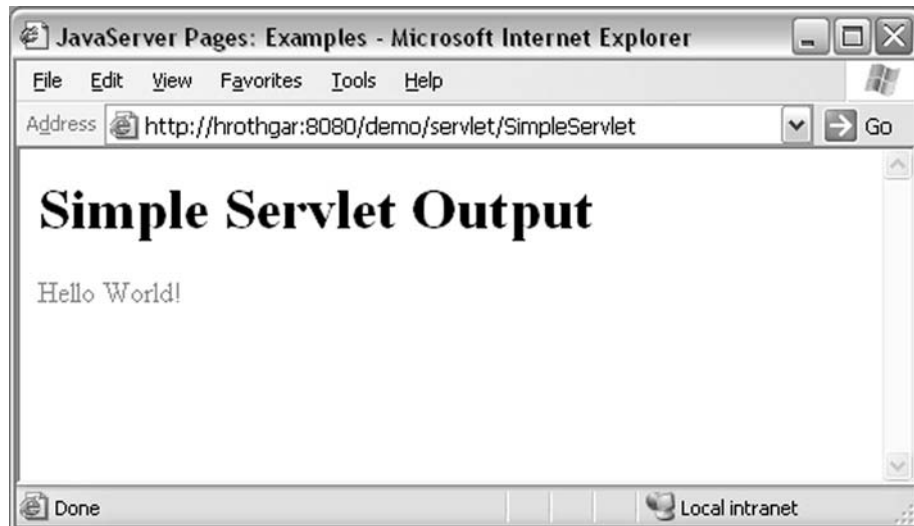 JavaServer Pages: Examples - Microsoft Internet Explorer
File Edit View Favorites Tools Help
Address http://hrothgar:8080/demo/servlet/SimpleServlet Go
Simple Servlet Output
Hello World!
Done Local intranet